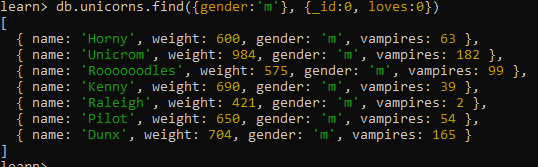 learn> db.unicorns.find({gender:'m'}, {_id:0, loves:0})
[
  { name: 'Horny', weight: 600, gender: 'm', vampires: 63 },
  { name: 'Unicrom', weight: 984, gender: 'm', vampires: 182 },
  { name: 'Roooooodles', weight: 575, gender: 'm', vampires: 99 },
  { name: 'Kenny', weight: 690, gender: 'm', vampires: 39 },
  { name: 'Raleigh', weight: 421, gender: 'm', vampires: 2 },
  { name: 'Pilot', weight: 650, gender: 'm', vampires: 54 },
  { name: 'Dunx', weight: 704, gender: 'm', vampires: 165 }
]
learn>